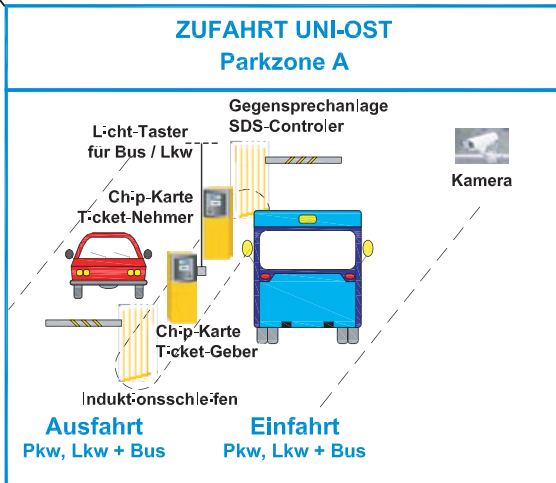 ZUFAHRT UNI-OST
Parkzone A
Gegensprechanlage
SDS-Controler
Licht-Taster
für Bus / Lkw
Kamera
Chip-Karte
Ticket-Nehmer
Chip-Karte
Ticket-Geber
Induktionsschleifen
Ausfahrt
Pkw, Lkw + Bus
Einfahrt
Pkw, Lkw + Bus